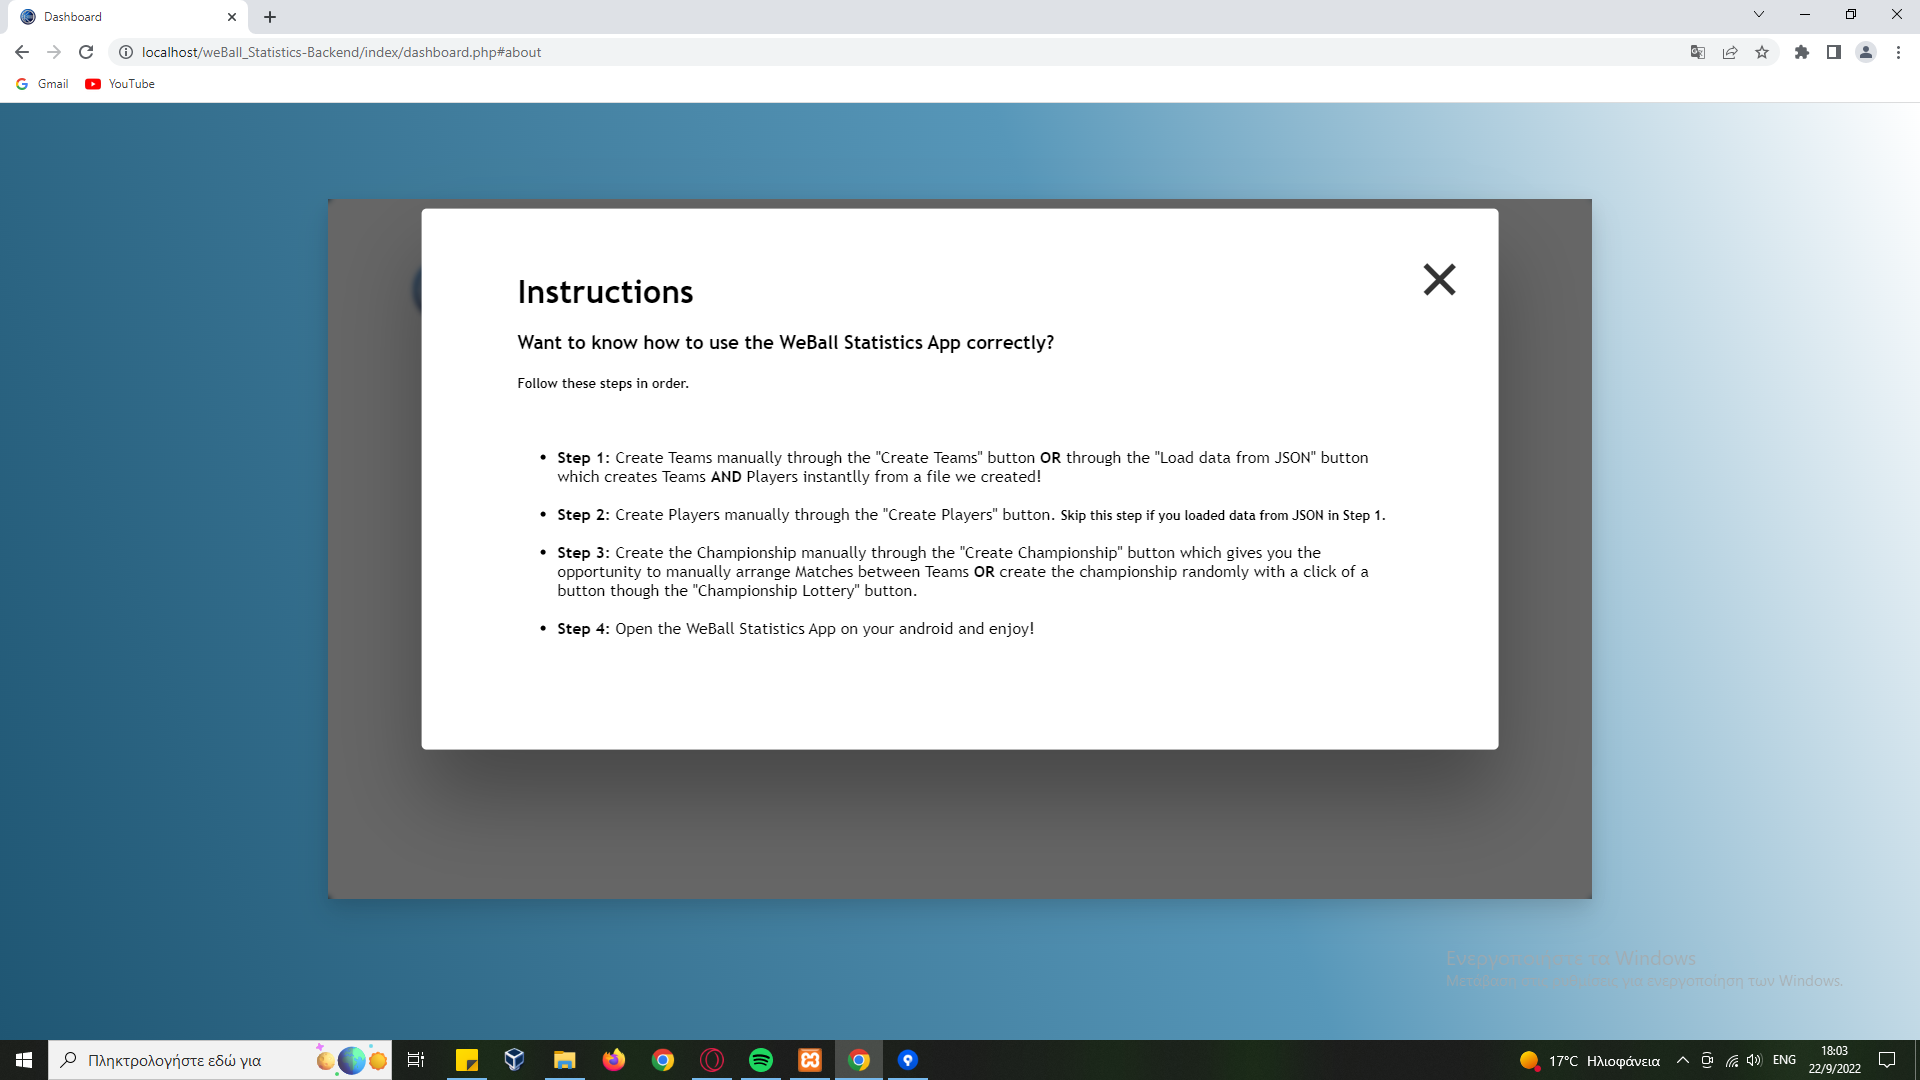 Dashboard
localhost/weBall_Statistics-Backend/index/dashboard.php#about
Gmail
YouTube
Instructions
Want to know how to use the WeBall Statistics App correctly?
Follow these steps in order.
• Step 1: Create Teams manually through the "Create Teams" button OR through the "Load data from JSON" button
which creates Teams AND Players instantlly from a file we created!
• Step 2: Create Players manually through the "Create Players" button. Skip this step if you loaded data from JSON in Step 1.
• Step 3: Create the Championship manually through the "Create Championship" button which gives you the
opportunity to manually arrange Matches between Teams OR create the championship randomly with a click of a
button though the "Championship Lottery" button.
• Step 4: Open the WeBall Statistics App on your android and enjoy!
Windows
ενεργοποίηση των Windows.
Πληκτρολογήστε εδώ για
17°C Ηλιοφάνεια
ENG
18:03
22/9/2022